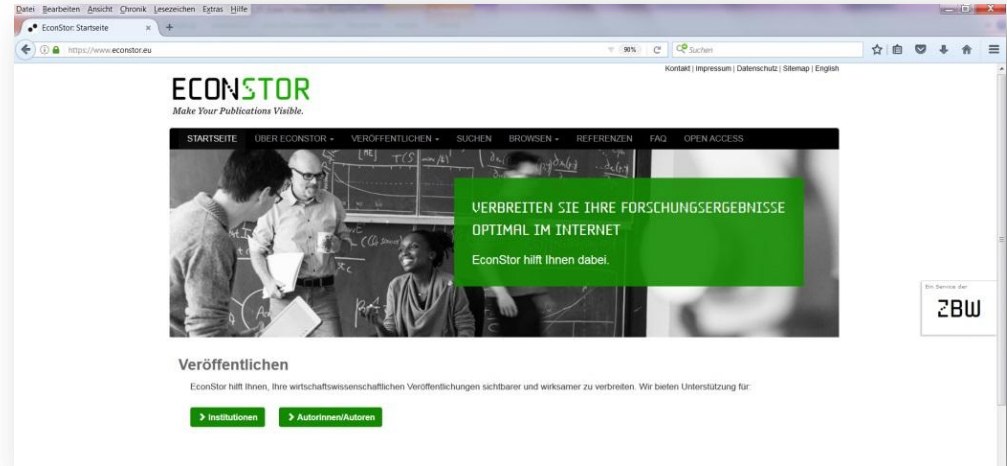 Datei Bearbeiten Ansicht Chronik Lesezeichen Extras Hilfe
EconStor: Startseite × +
https://www.econstor.eu 90% Suchen
Kontakt | Impressum | Datenschutz | Sitemap | English
ECONSTOR
Make Your Publications Visible.
STARTSEITE ÜBER ECONSTOR VERÖFFENTLICHEN SUCHEN BROWSEN REFERENZEN FAQ OPEN ACCESS
VERBREITEN SIE IHRE FORSCHUNGSERGEBNISSE
OPTIMAL IM INTERNET
EconStor hilft Ihnen dabei.
Ein Service der
ZBW
Veröffentlichen
EconStor hilft Ihnen, Ihre wirtschaftswissenschaftlichen Veröffentlichungen sichtbarer und wirksamer zu verbreiten. Wir bieten Unterstützung für:
Institutionen Autorinnen/Autoren